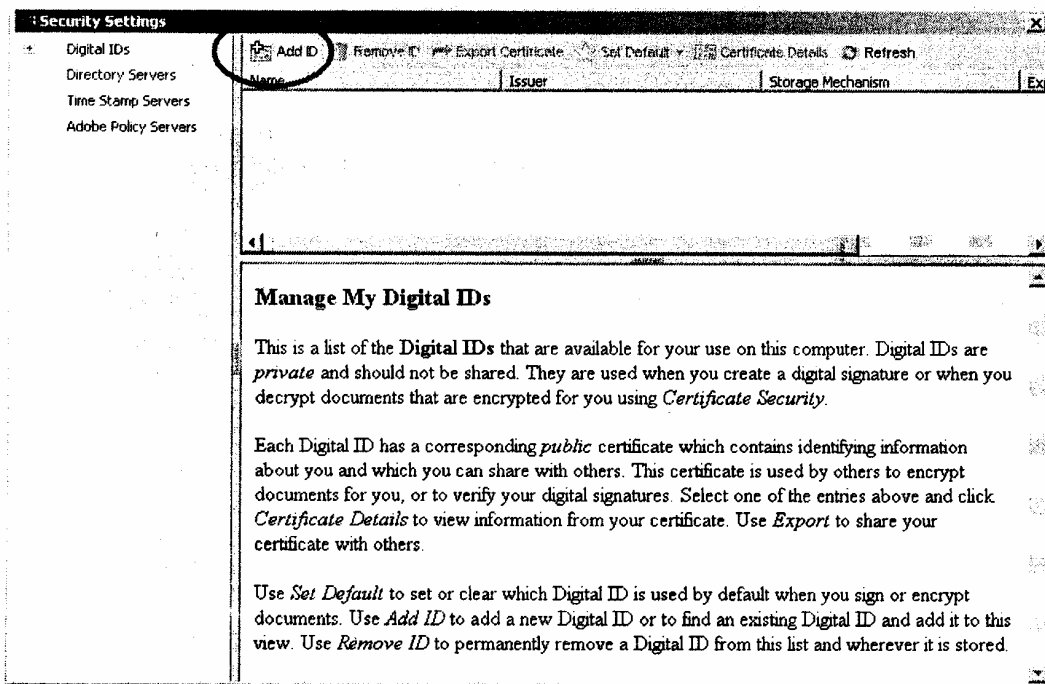 Security Settings
Digital IDs
Directory Servers
Time Stamp Servers
Adobe Policy Servers
Add ID Remove ID Export Certificate Set Default Certificate Details Refresh
Name Issuer Storage Mechanism Exp
Manage My Digital IDs
This is a list of the Digital IDs that are available for your use on this computer. Digital IDs are
private and should not be shared. They are used when you create a digital signature or when you
decrypt documents that are encrypted for you using Certificate Security.
Each Digital ID has a corresponding public certificate which contains identifying information
about you and which you can share with others. This certificate is used by others to encrypt
documents for you, or to verify your digital signatures. Select one of the entries above and click
Certificate Details to view information from your certificate. Use Export to share your
certificate with others.
Use Set Default to set or clear which Digital ID is used by default when you sign or encrypt
documents. Use Add ID to add a new Digital ID or to find an existing Digital ID and add it to this
view. Use Remove ID to permanently remove a Digital ID from this list and wherever it is stored.